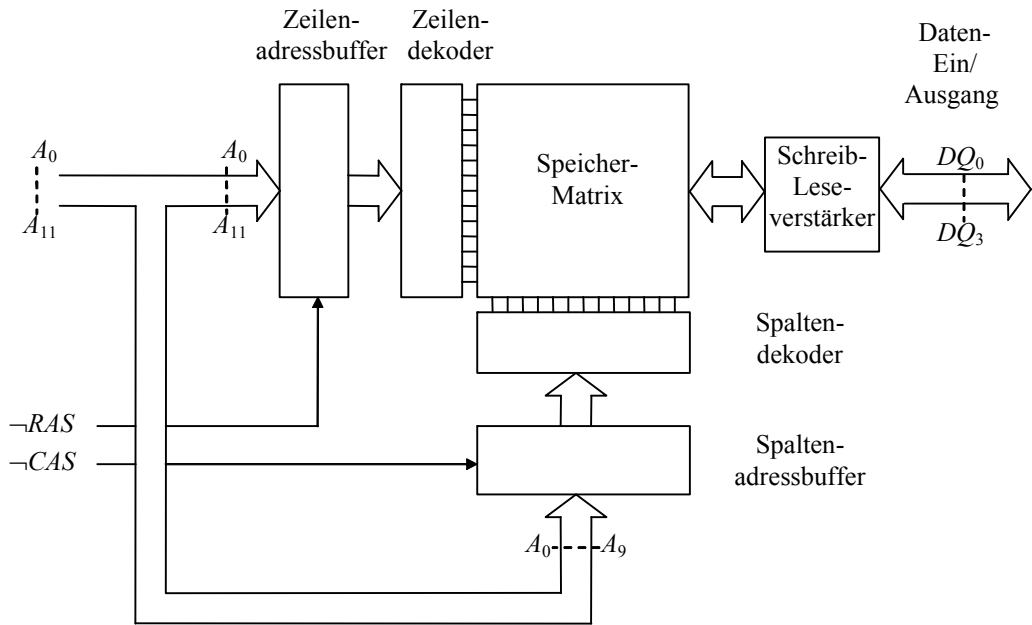 Zeilen-
adressbuffer
Zeilen-
dekoder
Daten-
Ein/
Ausgang
A0
A11
A0
A11
Speicher-
Matrix
Schreib-
Lese-
verstärker
DQ0
DQ3
Spalten-
dekoder
¬RAS
¬CAS
Spalten-
adressbuffer
A0
A9